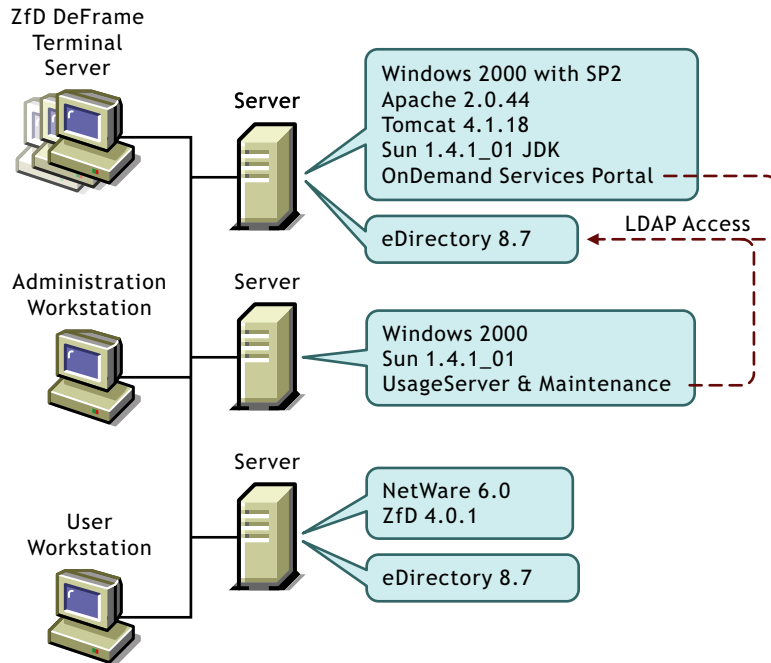 ZfD DeFrame
Terminal
Server
Server
Windows 2000 with SP2
Apache 2.0.44
Tomcat 4.1.18
Sun 1.4.1_01 JDK
OnDemand Services Portal
eDirectory 8.7
LDAP Access
Administration
Workstation
Server
Windows 2000
Sun 1.4.1_01
UsageServer & Maintenance
Server
NetWare 6.0
ZfD 4.0.1
User
Workstation
eDirectory 8.7